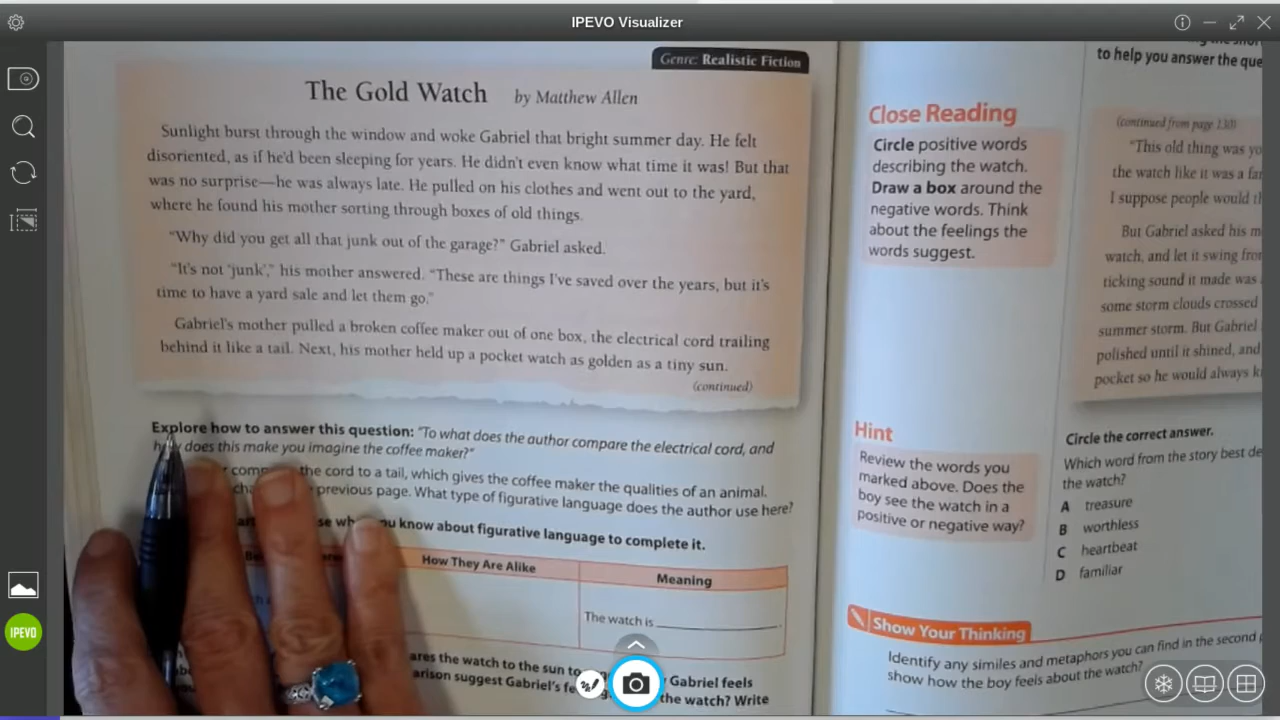 IPEVO Visualizer
Genre: Realistic Fiction
The Gold Watch by Matthew Allen
Sunlight burst through the window and woke Gabriel that bright summer day. He felt
disoriented, as if he'd been sleeping for years. He didn't even know what time it was! But that
was no surprise—he was always late. He pulled on his clothes and went out to the yard,
where he found his mother sorting through boxes of old things.
"Why did you get all that junk out of the garage?" Gabriel asked.
"It's not 'junk'," his mother answered. "These are things I've saved over the years, but it's
time to have a yard sale and let them go."
Gabriel's mother pulled a broken coffee maker out of one box, the electrical cord trailing
behind it like a tail. Next, his mother held up a pocket watch as golden as a tiny sun.
(continued)
Explore how to answer this question: "To what does the author compare the electrical cord, and
does this make you imagine the coffee maker?"
the cord to a tail, which gives the coffee maker the qualities of an animal.
previous page. What type of figurative language does the author use here?
you know about figurative language to complete it.
How They Are Alike
Meaning
The watch is
the watch to the sun to
Gabriel feels
suggest Gabriel's
the watch? Write
IPEVO
to help you answer the que
Close Reading
Circle positive words
describing the watch.
Draw a box around the
negative words. Think
about the feelings the
words suggest.
(continued from page 130)
"This old thing was yo
the watch like it was a fa
I suppose people would th
But Gabriel asked his m
watch, and let it swing fro
ticking sound it made was
some storm clouds crossed
summer storm. But Gabriel
polished until it shined, and
pocket so he would always k
Hint
Review the words you
marked above. Does the
boy see the watch in a
positive or negative way?
Circle the correct answer.
Which word from the story best de
the watch?
A treasure
B worthless
C heartbeat
D familiar
Show Your Thinking
Identify any similes and metaphors you can find in the second p
show how the boy feels about the watch?